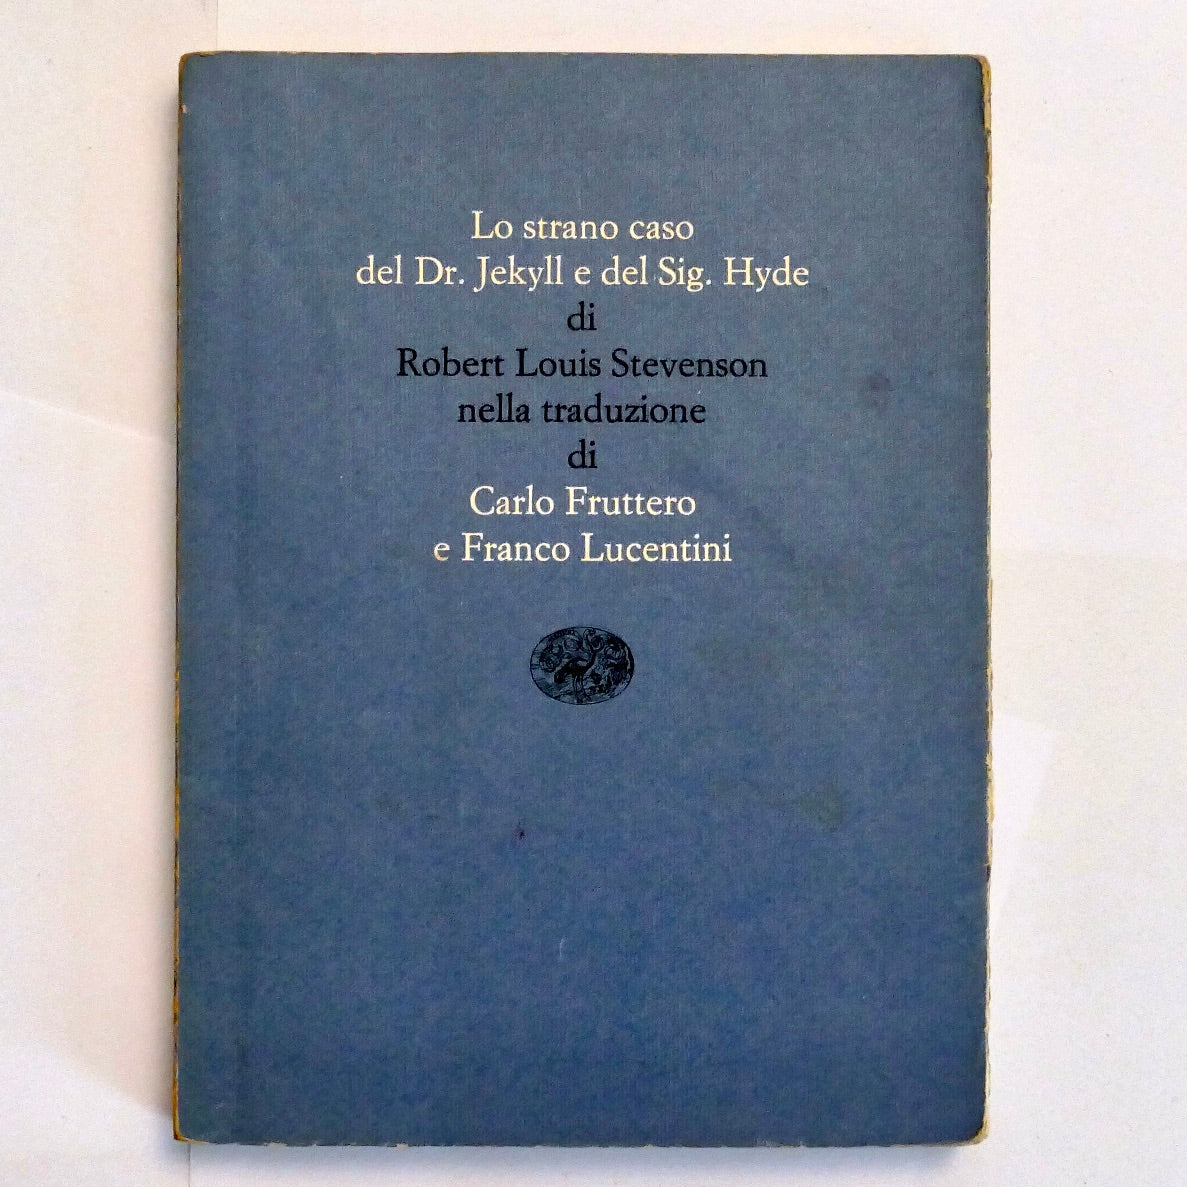 Lo strano caso
del Dr. Jekyll e del Sig. Hyde
di
Robert Louis Stevenson
nella traduzione
di
Carlo Fruttero
e Franco Lucentini